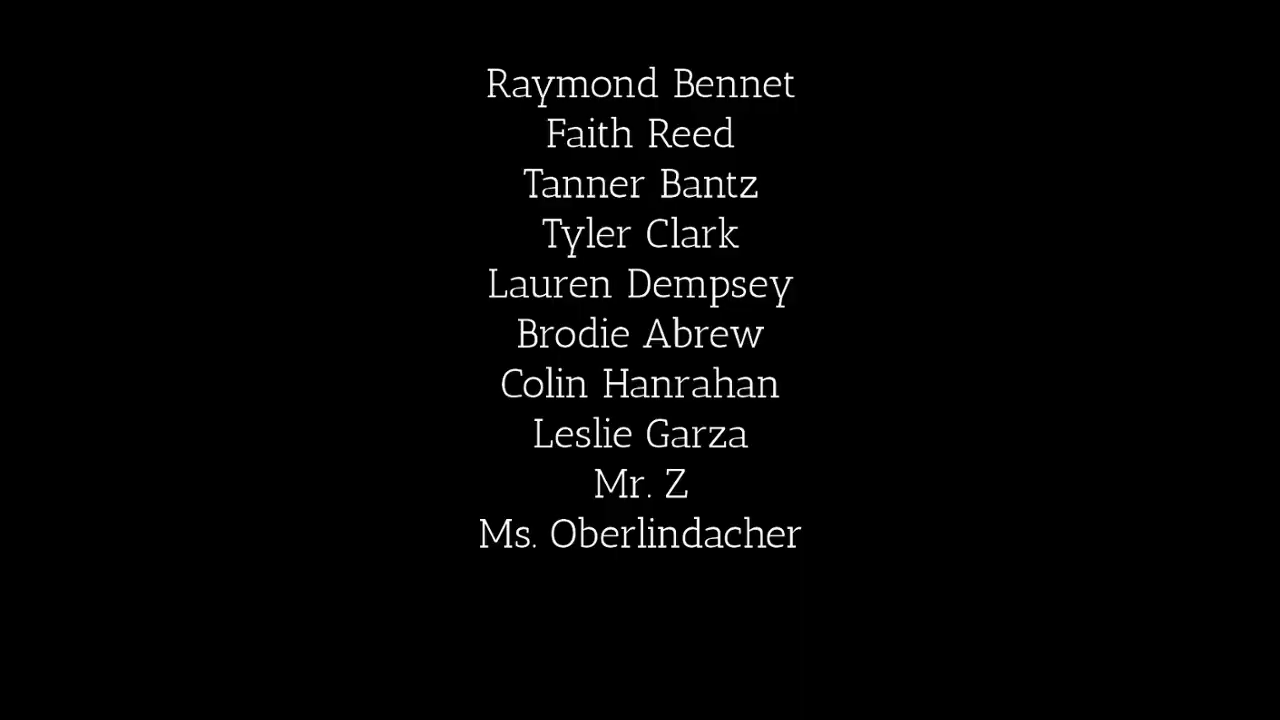 Raymond Bennet
Faith Reed
Tanner Bantz
Tyler Clark
Lauren Dempsey
Brodie Abrew
Colin Hanrahan
Leslie Garza
Mr. Z
Ms. Oberlindacher